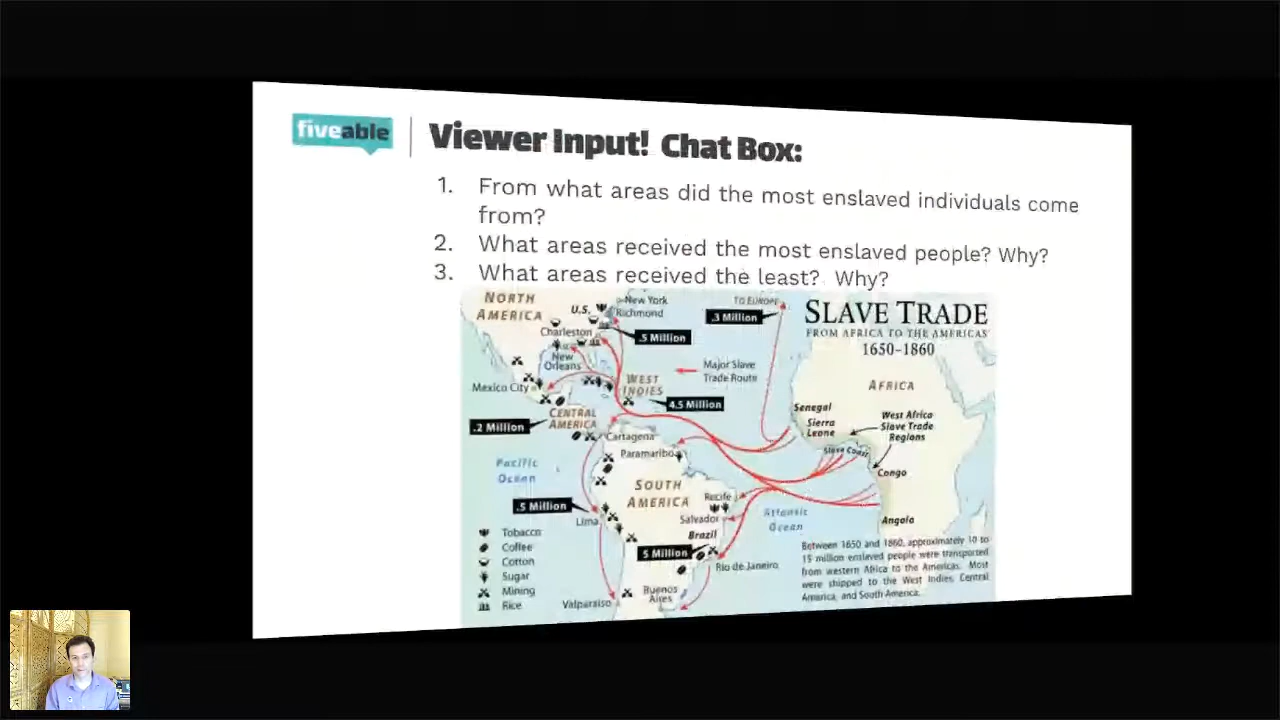 fiveable
Viewer Input! Chat Box:
1. From what areas did the most enslaved individuals come
from?
2. What areas received the most enslaved people? Why?
3. What areas received the least? Why?
NORTH
AMERICA
U.S.
New York
Richmond
Charleston
.5 Million
New
Orleans
Mexico City
WEST
INDIES
4.5 Million
TO EUROPE
.3 Million
Major Slave
Trade Route
SLAVE TRADE
FROM AFRICA TO THE AMERICAS
1650-1860
AFRICA
Senegal
Sierra
Leone
West Africa
Slave Trade
Regions
Slave Coast
Congo
Angola
.2 Million
CENTRAL
AMERICA
Cartagena
Paramaribo
Pacific
Ocean
SOUTH
AMERICA
Recife
.5 Million
Lima
Salvador
Brazil
5 Million
Rio de Janeiro
Atlantic
Ocean
Buenos
Aires
Valparaiso
Tobacco
Coffee
Cotton
Sugar
Mining
Rice
Between 1650 and 1860, approximately 10 to
15 million enslaved people were transported
from western Africa to the Americas. Most
were shipped to the West Indies, Central
America, and South America.